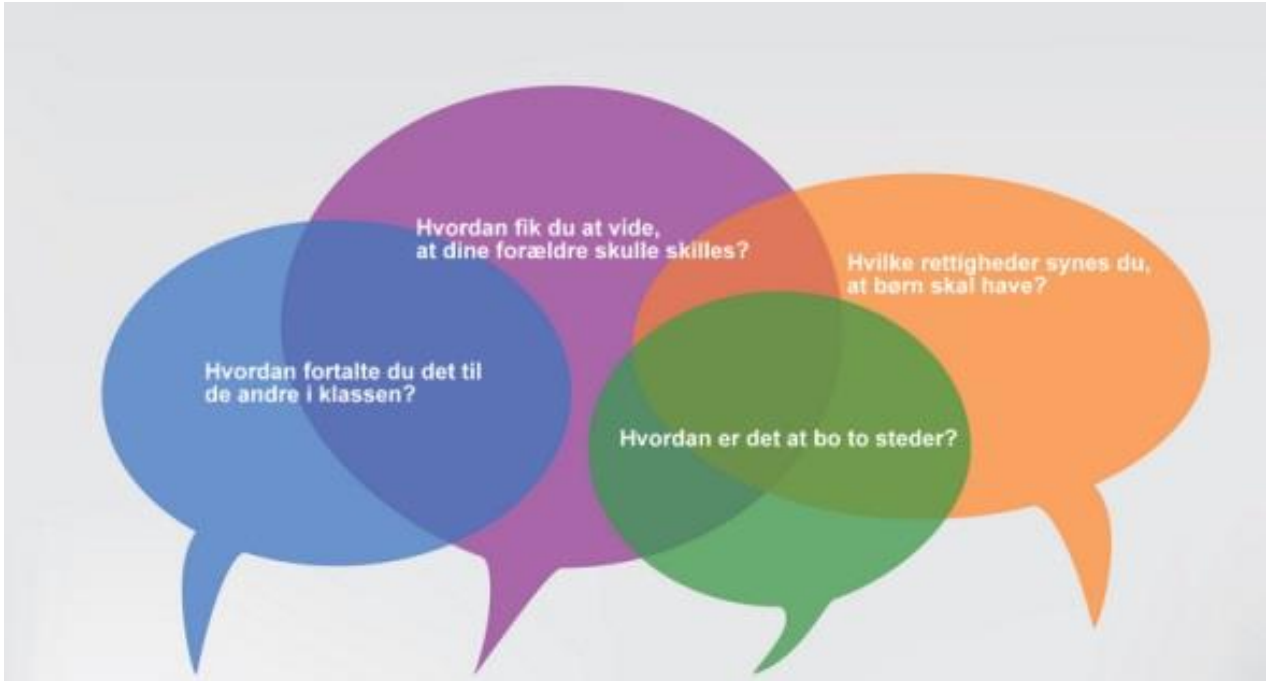 Hvordan fik du at vide,
at dine forældre skulle skilles?
Hvilke rettigheder synes du,
at børn skal have?
Hvordan fortalte du det til
de andre i klassen?
Hvordan er det at bo to steder?